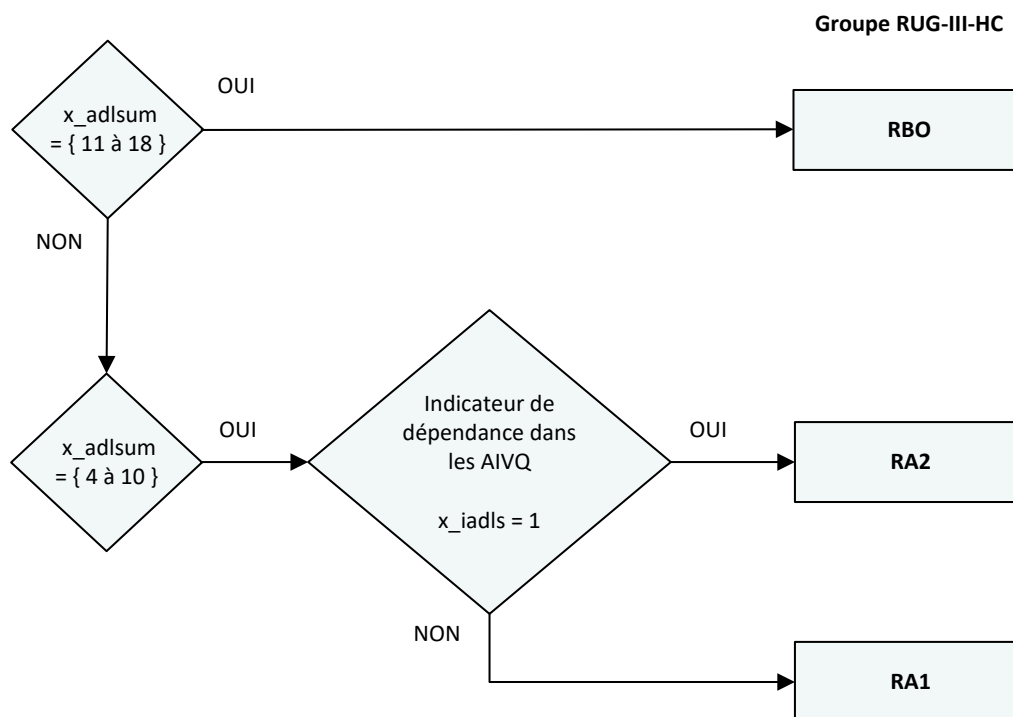 Groupe RUG-III-HC
x_adlsum
= { 11 à 18 }
OUI
RBO
NON
x_adlsum
= { 4 à 10 }
OUI
Indicateur de
dépendance dans
les AIVQ
x_iadls = 1
OUI
RA2
NON
RA1